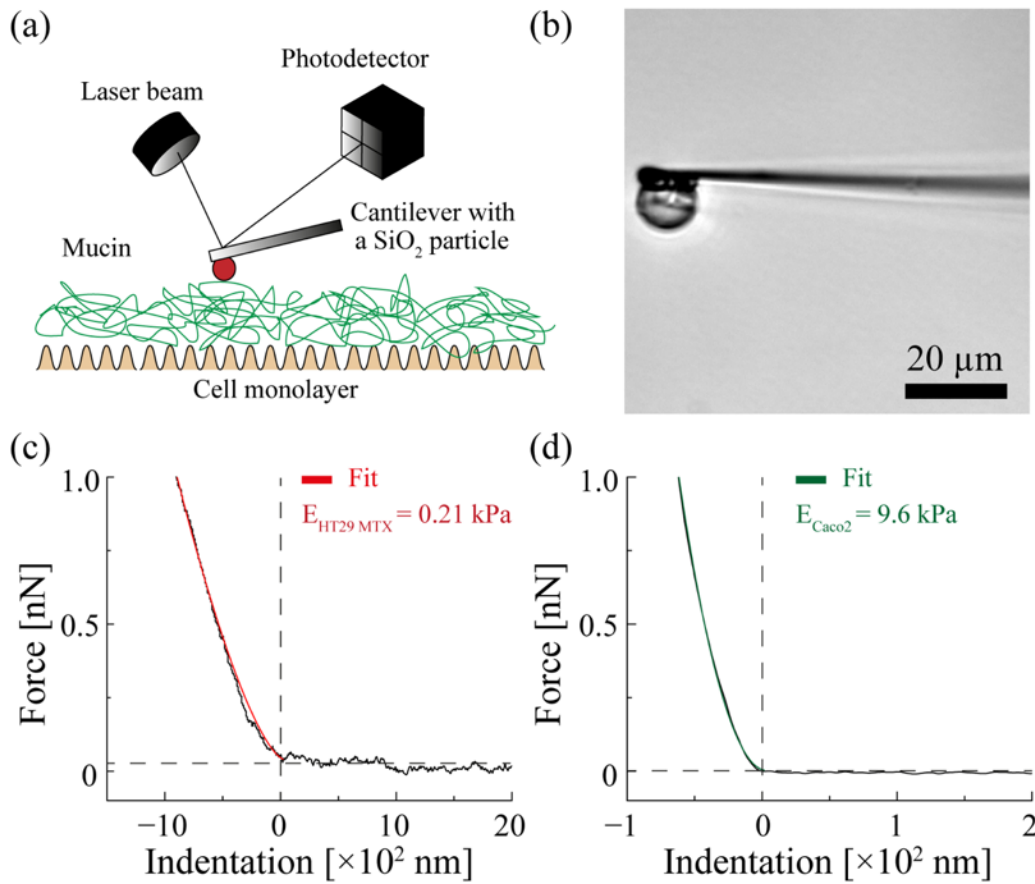 (a)
Photodetector
Laser beam
Cantilever with
a SiO₂ particle
Mucin
Cell monolayer
(b)
20 µm
(c)
1.0
0.5
0
Force [nN]
Fit
E_HT29 MTX = 0.21 kPa
−10 0 10 20
Indentation [×10² nm]
(d)
1.0
0.5
0
Force [nN]
Fit
E_Caco2 = 9.6 kPa
−1 0 1 2
Indentation [×10² nm]